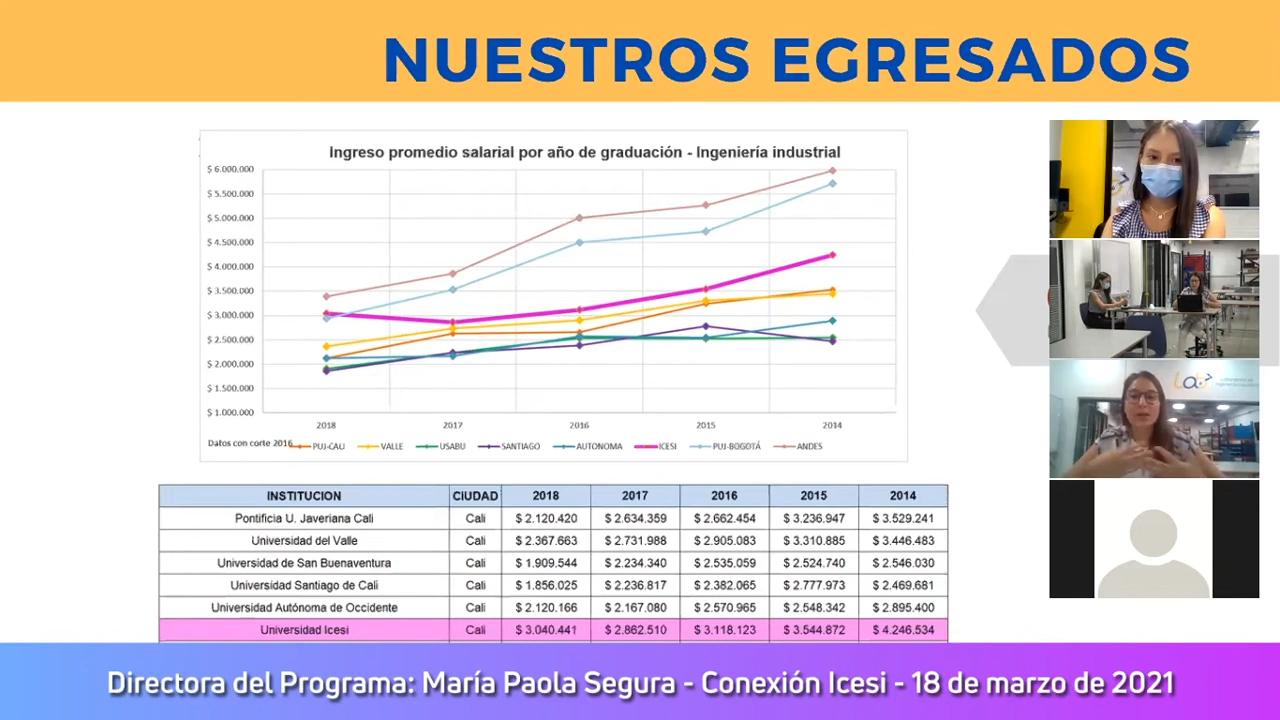 NUESTROS EGRESADOS
Ingreso promedio salarial por año de graduación - Ingeniería industrial
$ 6.000.000
$ 5.500.000
$ 5.000.000
$ 4.500.000
$ 4.000.000
$ 3.500.000
$ 3.000.000
$ 2.500.000
$ 2.000.000
$ 1.500.000
$ 1.000.000
2018 2017 2016 2015 2014
Datos con corte 2016
PUJ-CALI VALLE USABU SANTIAGO AUTONOMA ICESI PUJ-BOGOTÁ ANDES
INSTITUCION CIUDAD 2018 2017 2016 2015 2014
Pontificia U. Javeriana Cali Cali $ 2.120.420 $ 2.634.359 $ 2.662.454 $ 3.236.947 $ 3.529.241
Universidad del Valle Cali $ 2.367.663 $ 2.731.988 $ 2.905.083 $ 3.310.885 $ 3.446.483
Universidad de San Buenaventura Cali $ 1.909.544 $ 2.234.340 $ 2.535.059 $ 2.524.740 $ 2.546.030
Universidad Santiago de Cali Cali $ 1.856.025 $ 2.236.817 $ 2.382.065 $ 2.777.973 $ 2.469.681
Universidad Autónoma de Occidente Cali $ 2.120.166 $ 2.167.080 $ 2.570.965 $ 2.548.342 $ 2.895.400
Universidad Icesi Cali $ 3.040.441 $ 2.862.510 $ 3.118.123 $ 3.544.872 $ 4.246.534
Lab
Directora del Programa: María Paola Segura - Conexión Icesi - 18 de marzo de 2021